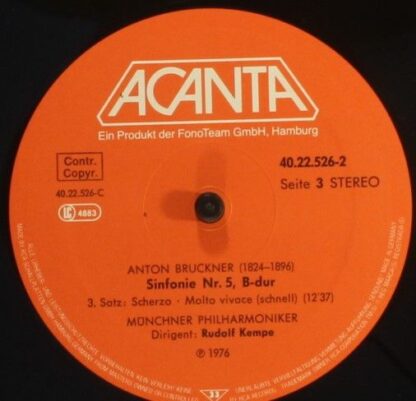 ACANTA
Ein Produkt der FonoTeam GmbH, Hamburg
Contr.
Copyr.
40.22.526-C
LC 4883
40.22.526-2
Seite 3 STEREO
ANTON BRUCKNER (1824–1896)
Sinfonie Nr. 5, B-dur
3. Satz: Scherzo · Molto vivace (schnell) (12'37)
MÜNCHNER PHILHARMONIKER
Dirigent: Rudolf Kempe
℗ 1976
33